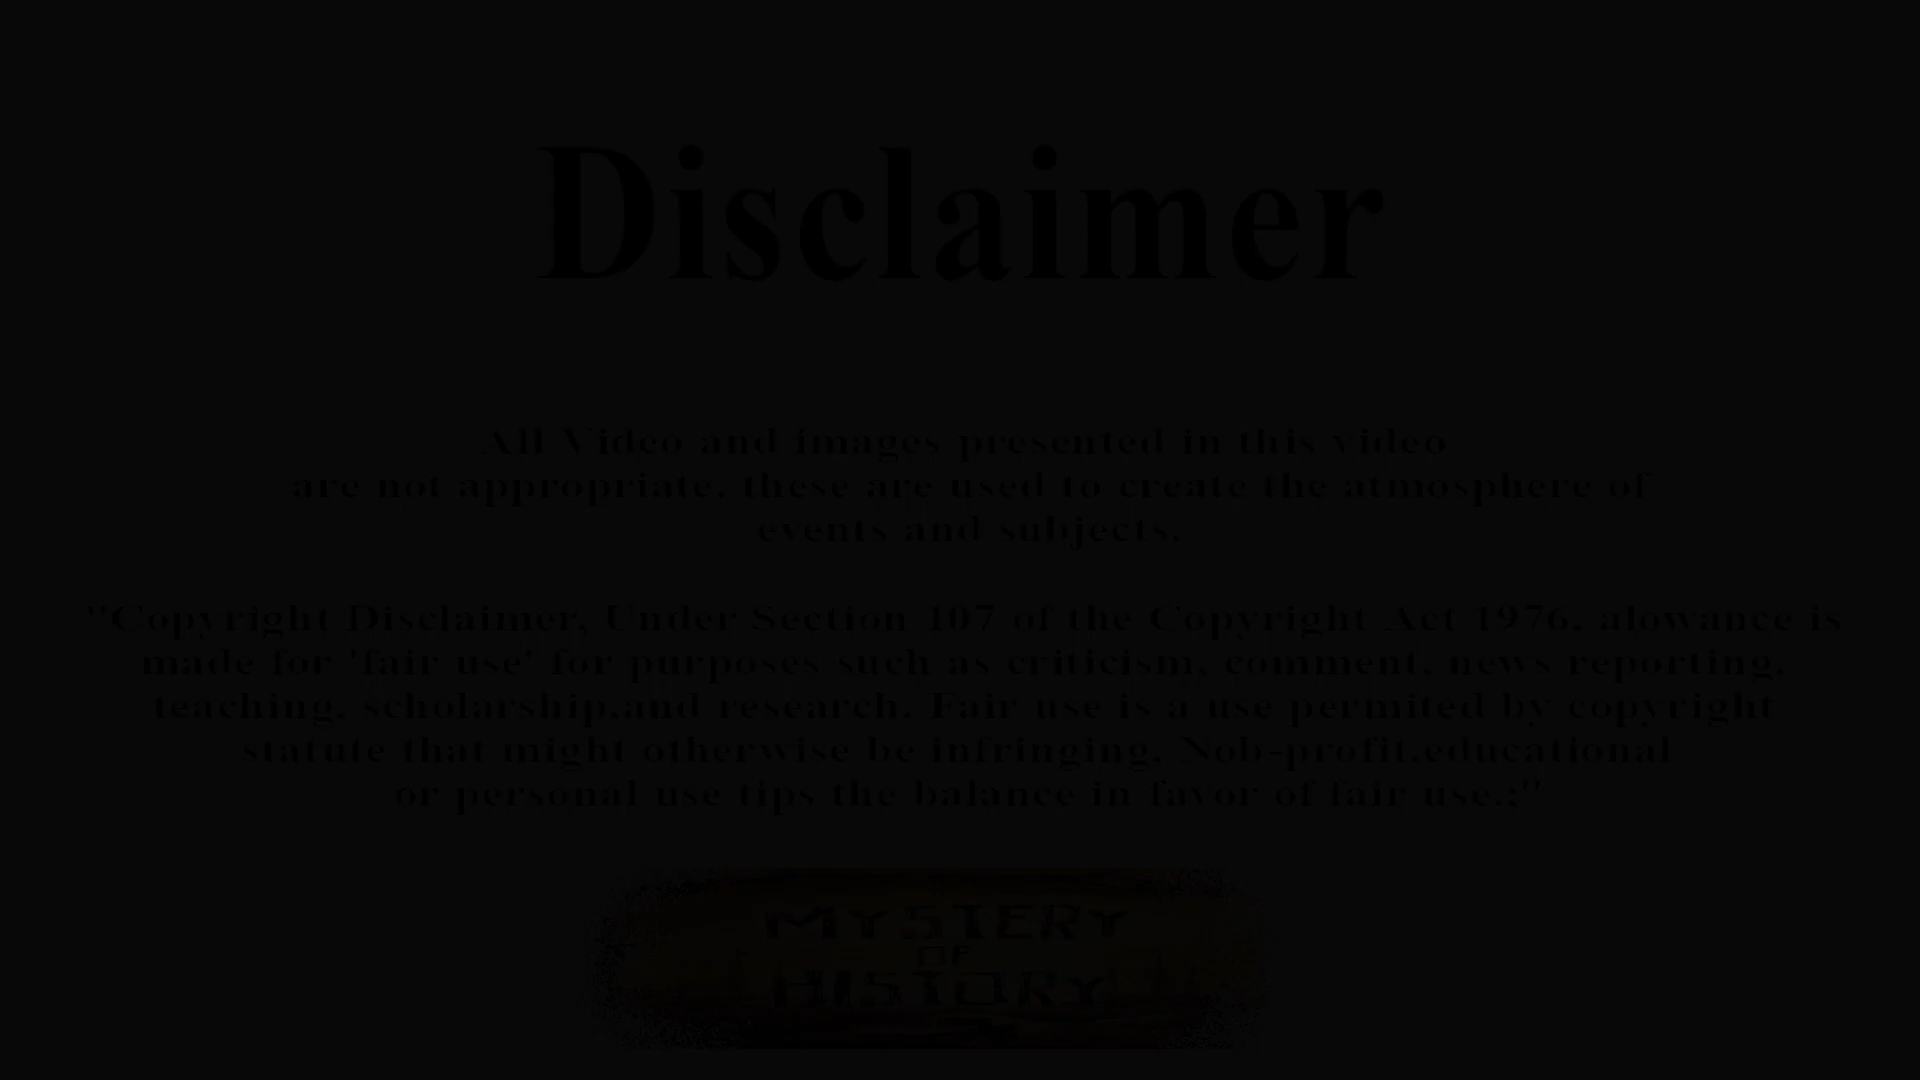 Disclaimer
All Video and images presented in this video
are not appropriate, these are used to create the atmosphere of
events and subjects.
"Copyright Disclaimer, Under Section 107 of the Copyright Act 1976, alowance is
made for 'fair use' for purposes such as criticism, comment, news reporting,
teaching, scholarship,and research. Fair use is a use permited by copyright
statute that might otherwise be infringing. Nob-profit,educational
or personal use tips the balance in favor of fair use.;"
MYSTERY
OF
HISTORY